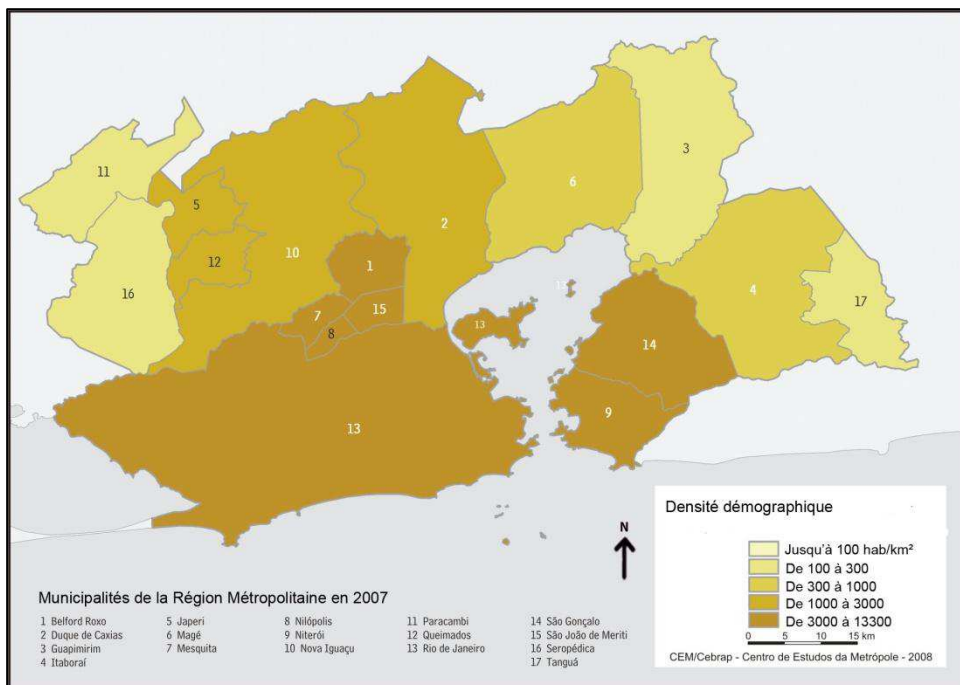 3
11
6
5
2
10
12
1
16
4
13
17
15
7
13
8
14
9
13
Densité démographique
Jusqu'à 100 hab/km²
De 100 à 300
De 300 à 1000
De 1000 à 3000
De 3000 à 13300
0 5 10 15 km
CEM/Cebrap - Centro de Estudos da Metrópole - 2008
N
Municipalités de la Région Métropolitaine en 2007
1 Belford Roxo
2 Duque de Caxias
3 Guapimirim
4 Itaboraí
5 Japeri
6 Magé
7 Mesquita
8 Nilópolis
9 Niterói
10 Nova Iguaçu
11 Paracambi
12 Queimados
13 Rio de Janeiro
14 São Gonçalo
15 São João de Meriti
16 Seropédica
17 Tanguá